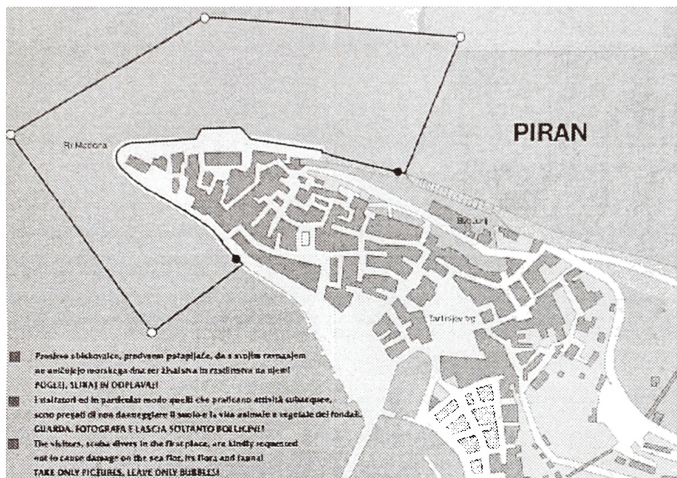 PIRAN
Rt Madona
Tartinijev trg
Prosimo obiskovalce, predvsem potapljače, da s svojim ravnanjem
ne uničujejo morskega dna ter živalstva in rastlinstva na njem!
POGLEJ, SLIKAJ IN ODPLAVAJ!
I visitatori ed in particular modo quelli che praticano attività subacquee,
sono pregati di non danneggiare il suolo e la vita animale e vegetale dei fondali.
GUARDA, FOTOGRAFA E LASCIA SOLTANTO BOLLICINE!
The visitors, scuba divers in the first place, are kindly requested
not to cause damage on the sea flor, its flora and fauna!
TAKE ONLY PICTURES, LEAVE ONLY BUBBLES!